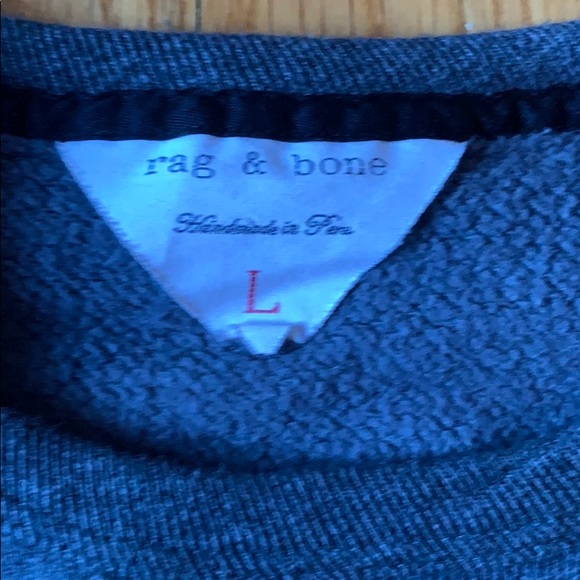 rag & bone
Handmade in Peru
L